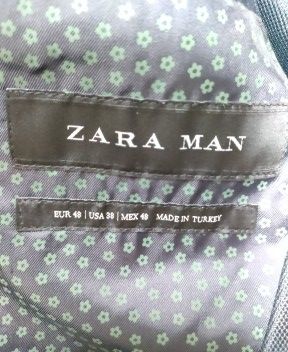 ZARA MAN
EUR 48 | USA 38 | MEX 48 MADE IN TURKEY